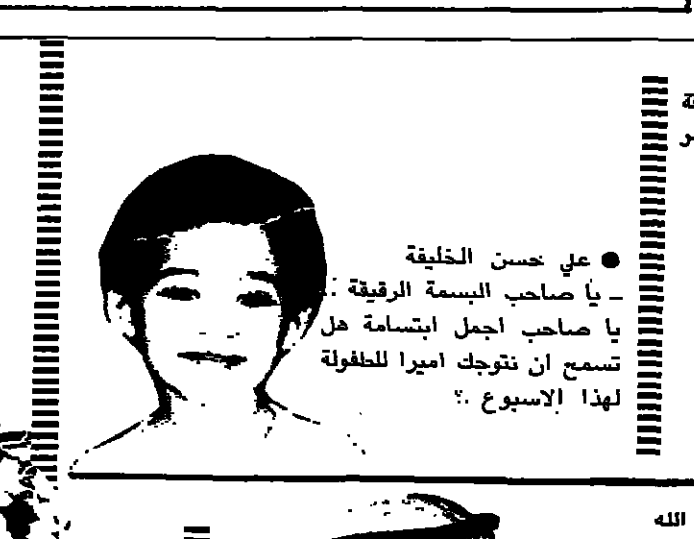 ● علي حسن الخليفة
ـ يا صاحب البسمة الرقيقة ..
يا صاحب اجمل ابتسامة هل
تسمح ان نتوجك اميرا للطفولة
لهذا الاسبوع .؟
الله